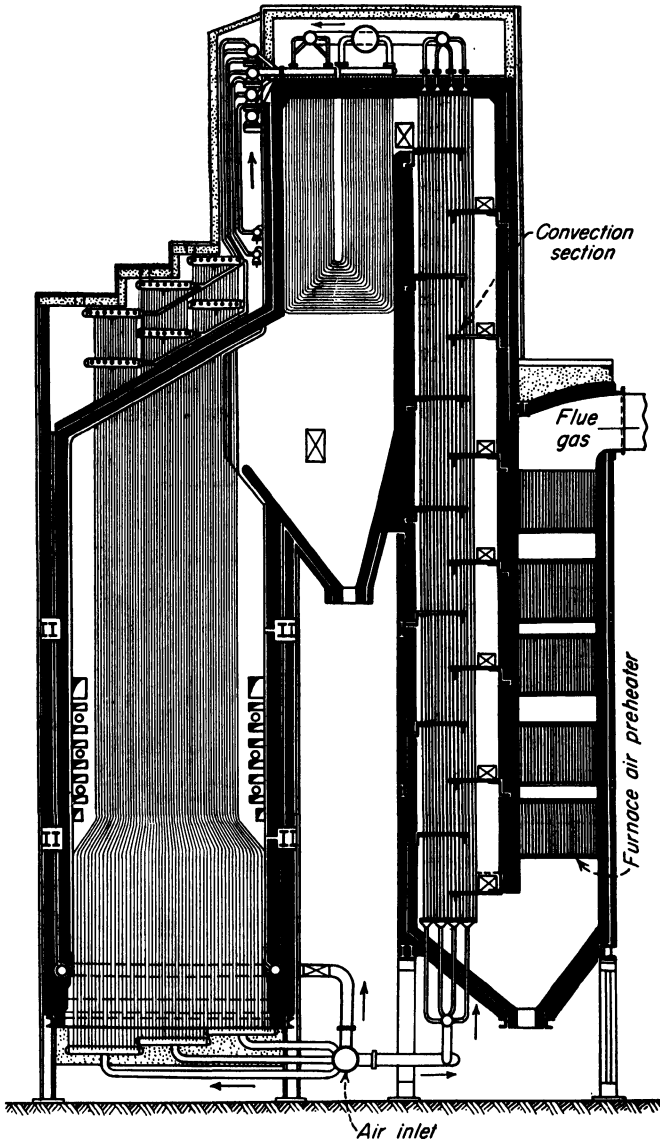 Convection
section
Flue
gas
Furnace air preheater
Air inlet